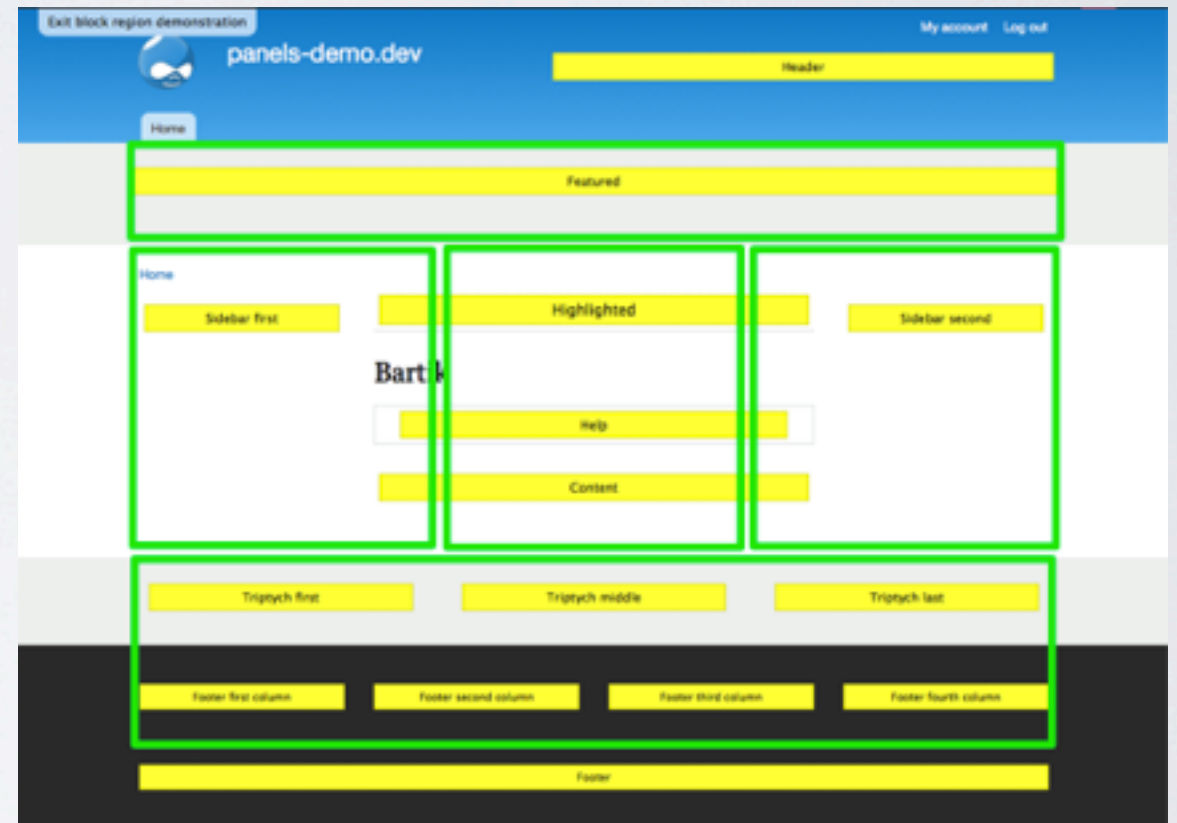 Exit block region demonstration
My account Log out
panels-demo.dev
Header
Home
Featured
Home
Sidebar first
Highlighted
Sidebar second
Bartik
Help
Content
Triptych first
Triptych middle
Triptych last
Footer first column
Footer second column
Footer third column
Footer fourth column
Footer